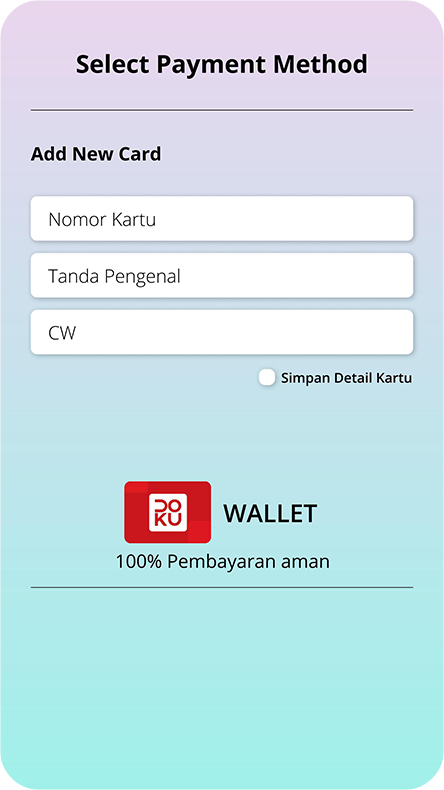 Select Payment Method
Add New Card
Nomor Kartu
Tanda Pengenal
CW
Simpan Detail Kartu
DO
KU
WALLET
100% Pembayaran aman